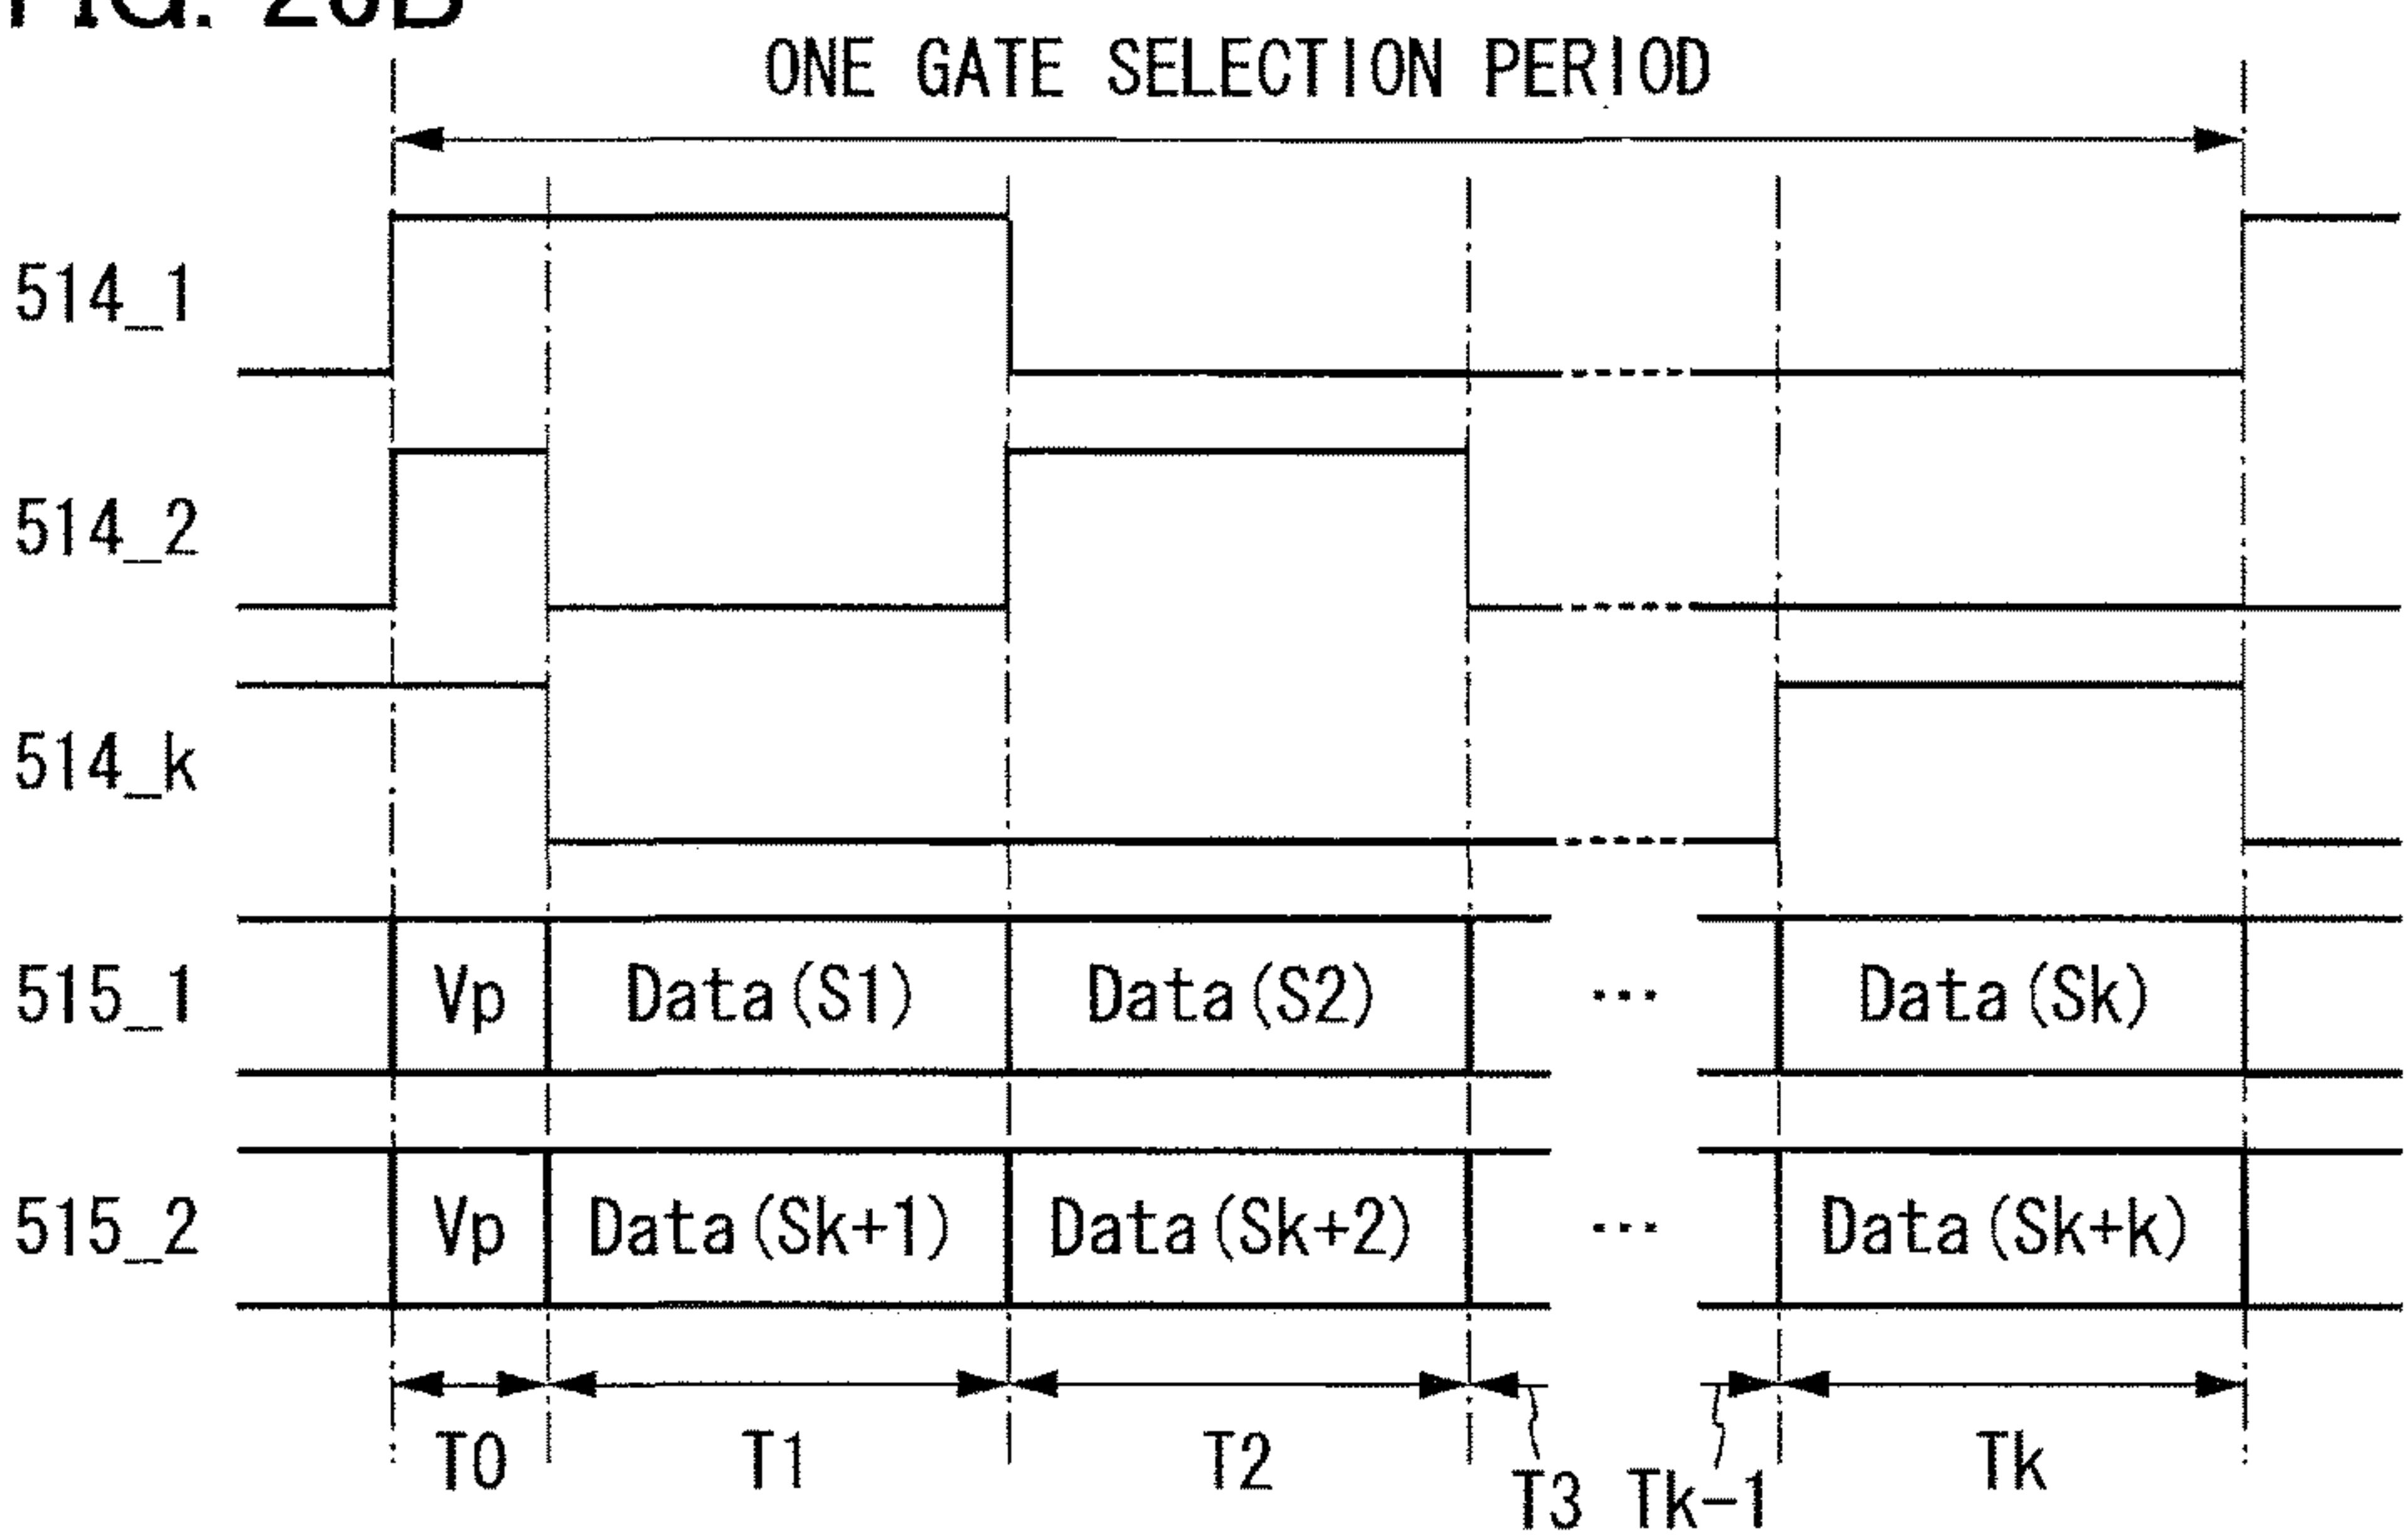 ONE GATE SELECTION PERIOD
514_1
514_2
514_k
515_1 Vp Data(S1) Data(S2) ... Data(Sk)
515_2 Vp Data(Sk+1) Data(Sk+2) ... Data(Sk+k)
T0 T1 T2 T3 Tk-1 Tk